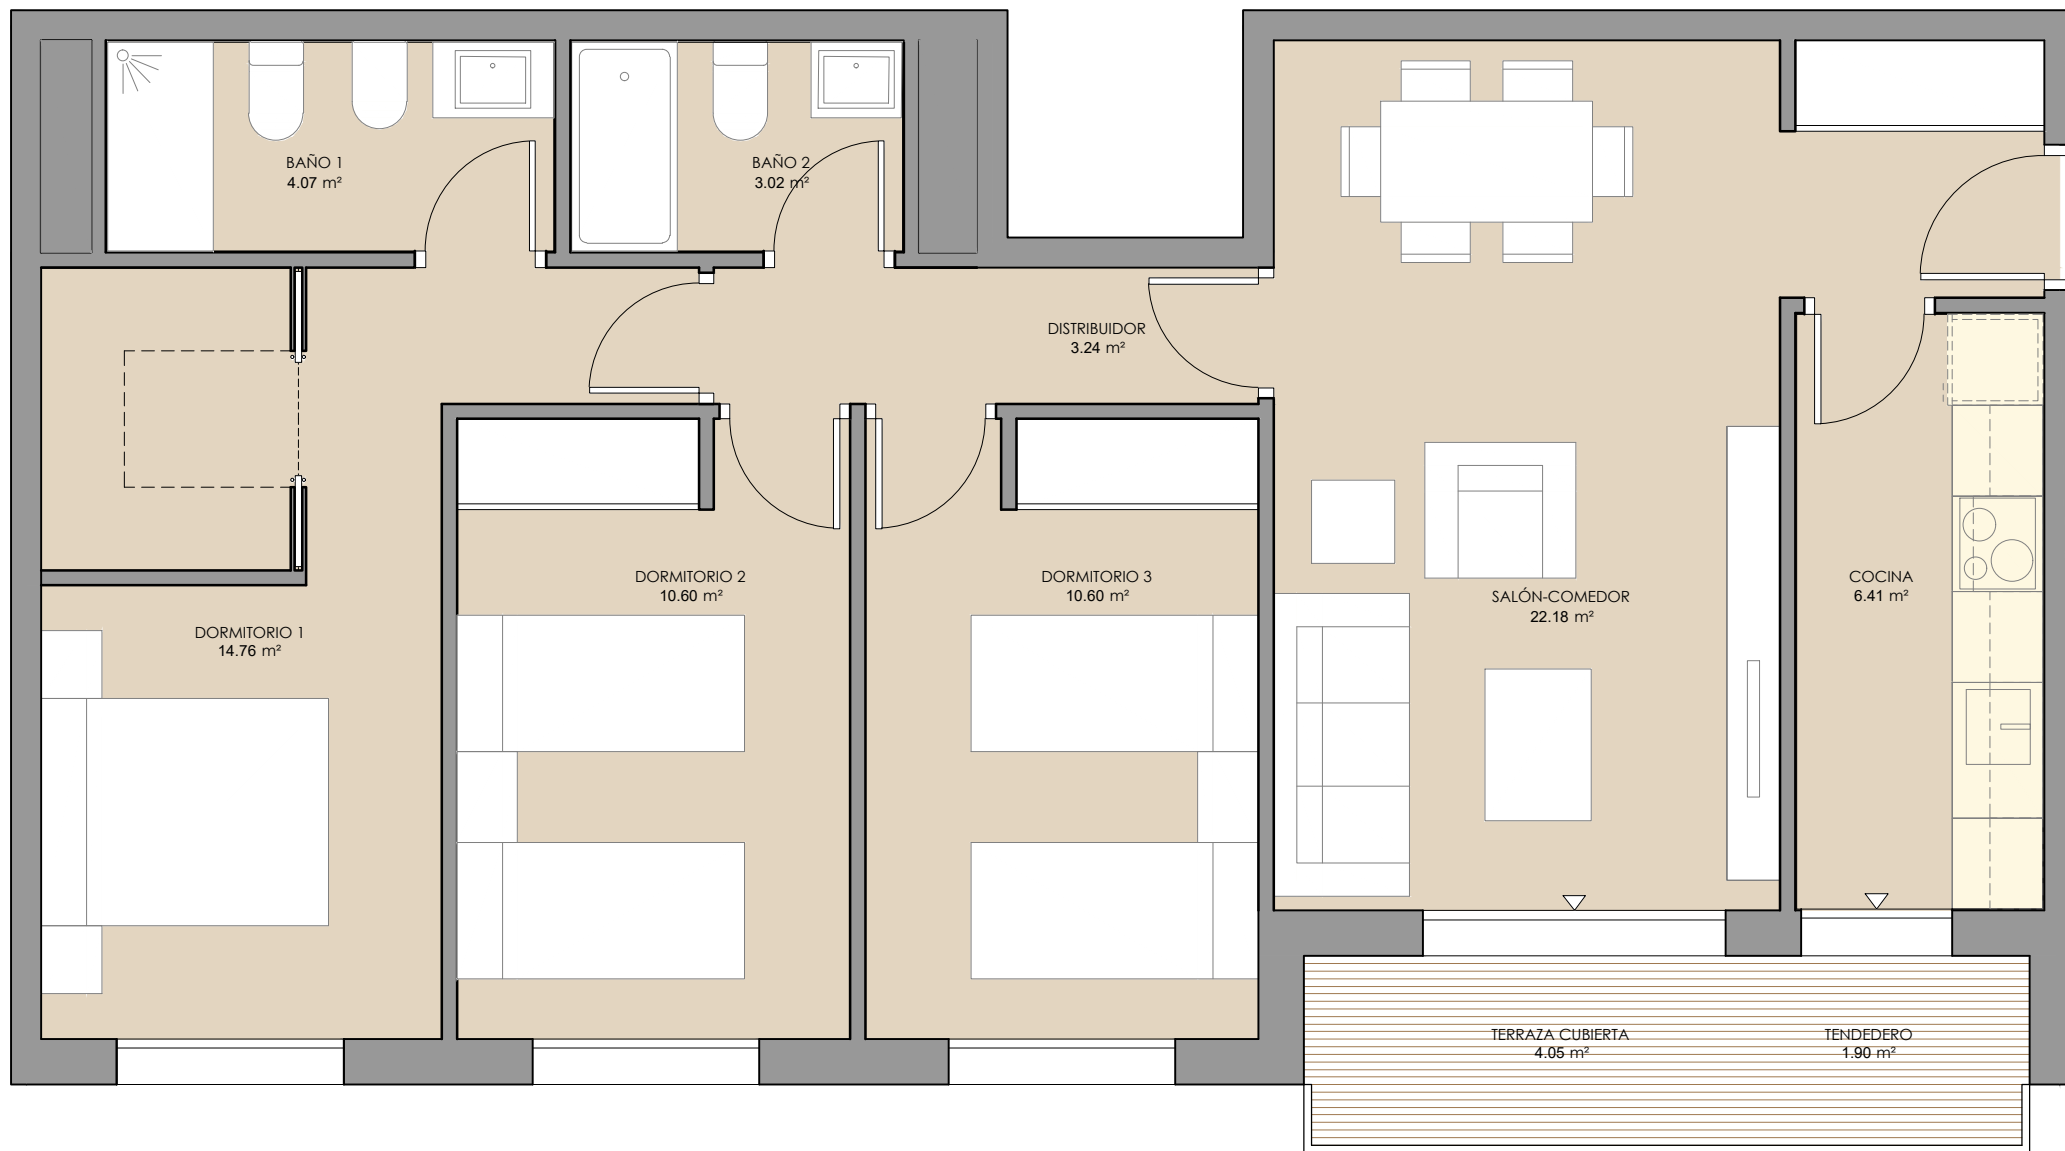 BAÑO 1
4.07 m²
BAÑO 2
3.02 m²
DISTRIBUIDOR
3.24 m²
DORMITORIO 1
14.76 m²
DORMITORIO 2
10.60 m²
DORMITORIO 3
10.60 m²
SALÓN-COMEDOR
22.18 m²
COCINA
6.41 m²
TERRAZA CUBIERTA
4.05 m²
TENDEDERO
1.90 m²